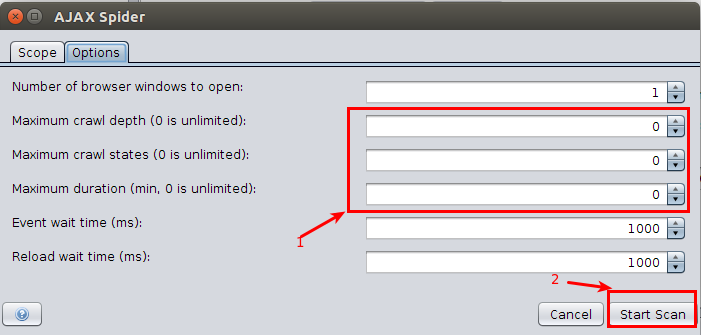 AJAX Spider
Scope Options
Number of browser windows to open: 1
Maximum crawl depth (0 is unlimited): 0
Maximum crawl states (0 is unlimited): 0
Maximum duration (min, 0 is unlimited): 0
Event wait time (ms): 1000
1
Reload wait time (ms): 1000
2
? Cancel Start Scan